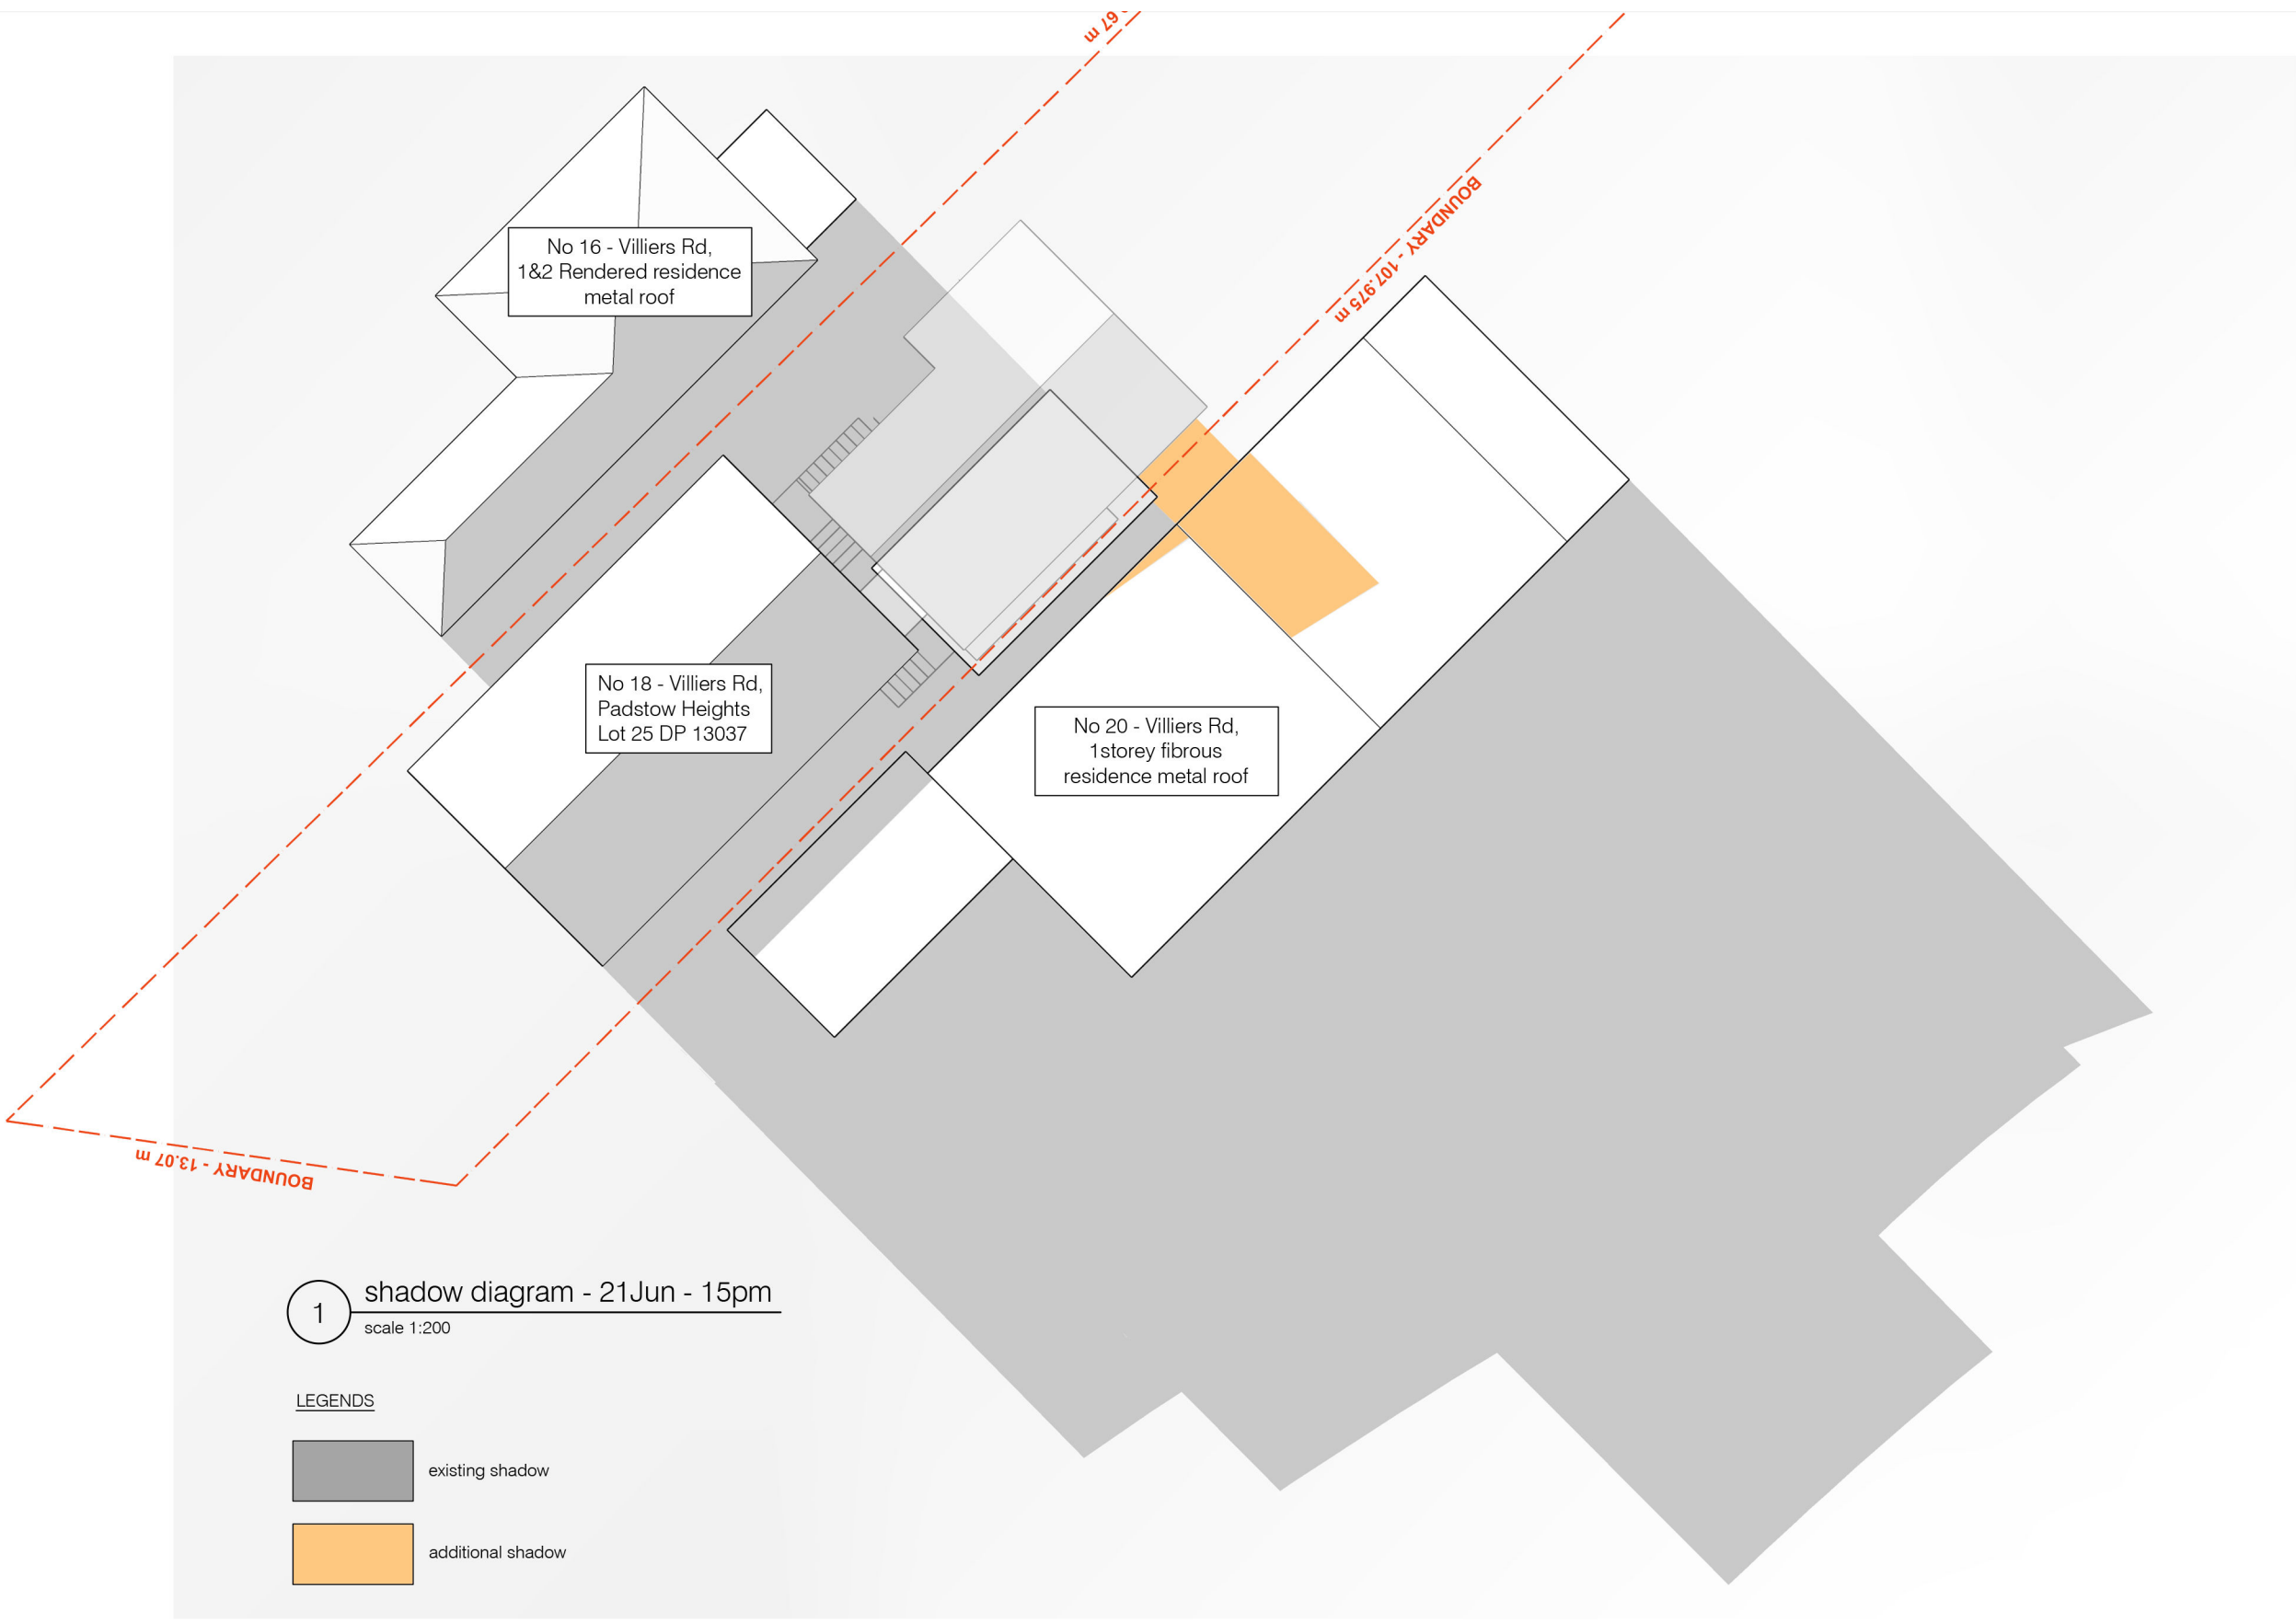 67 m
BOUNDARY - 107.975 m
No 16 - Villiers Rd,
1&2 Rendered residence
metal roof
No 18 - Villiers Rd,
Padstow Heights
Lot 25 DP 13037
No 20 - Villiers Rd,
1storey fibrous
residence metal roof
BOUNDARY - 13.07 m
1
shadow diagram - 21Jun - 15pm
scale 1:200
LEGENDS
existing shadow
additional shadow